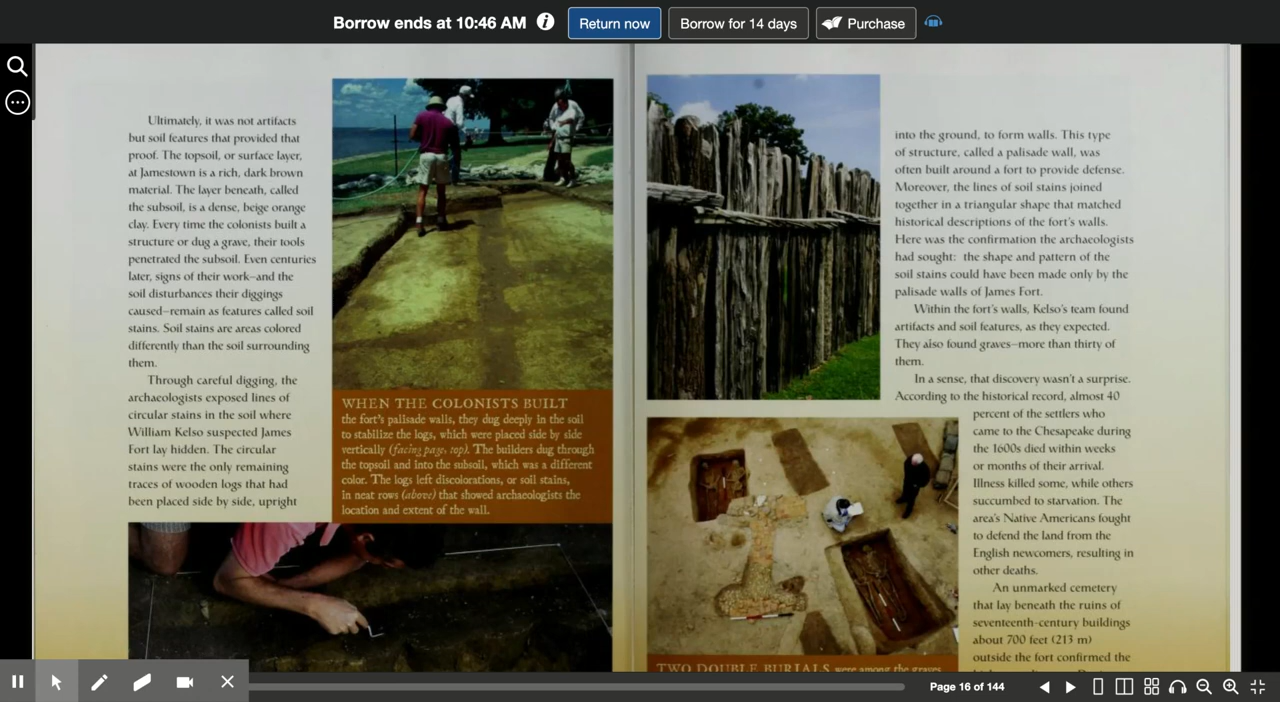 Borrow ends at 10:46 AM
Return now
Borrow for 14 days
Purchase
Ultimately, it was not artifacts
but soil features that provided that
proof. The topsoil, or surface layer,
at Jamestown is a rich, dark brown
material. The layer beneath, called
the subsoil, is a dense, beige orange
clay. Every time the colonists built a
structure or dug a grave, their tools
penetrated the subsoil. Even centuries
later, signs of their work—and the
soil disturbances their diggings
caused—remain as features called soil
stains. Soil stains are areas colored
differently than the soil surrounding
them.
Through careful digging, the
archaeologists exposed lines of
circular stains in the soil where
William Kelso suspected James
Fort lay hidden. The circular
stains were the only remaining
traces of wooden logs that had
been placed side by side, upright
WHEN THE COLONISTS BUILT
the fort's palisade walls, they dug deeply in the soil
to stabilize the logs, which were placed side by side
vertically (facing page, top). The builders dug through
the topsoil and into the subsoil, which was a different
color. The logs left discolorations, or soil stains,
in neat rows (above) that showed archaeologists the
location and extent of the wall.
into the ground, to form walls. This type
of structure, called a palisade wall, was
often built around a fort to provide defense.
Moreover, the lines of soil stains joined
together in a triangular shape that matched
historical descriptions of the fort's walls.
Here was the confirmation the archaeologists
had sought: the shape and pattern of the
soil stains could have been made only by the
palisade walls of James Fort.
Within the fort's walls, Kelso's team found
artifacts and soil features, as they expected.
They also found graves—more than thirty of
them.
In a sense, that discovery wasn't a surprise.
According to the historical record, almost 40
percent of the settlers who
came to the Chesapeake during
the 1600s died within weeks
or months of their arrival.
Illness killed some, while others
succumbed to starvation. The
area's Native Americans fought
to defend the land from the
English newcomers, resulting in
other deaths.
An unmarked cemetery
that lay beneath the ruins of
seventeenth-century buildings
about 700 feet (213 m)
outside the fort confirmed the
TWO DOUBLE BURIALS were among the graves
Page 16 of 144